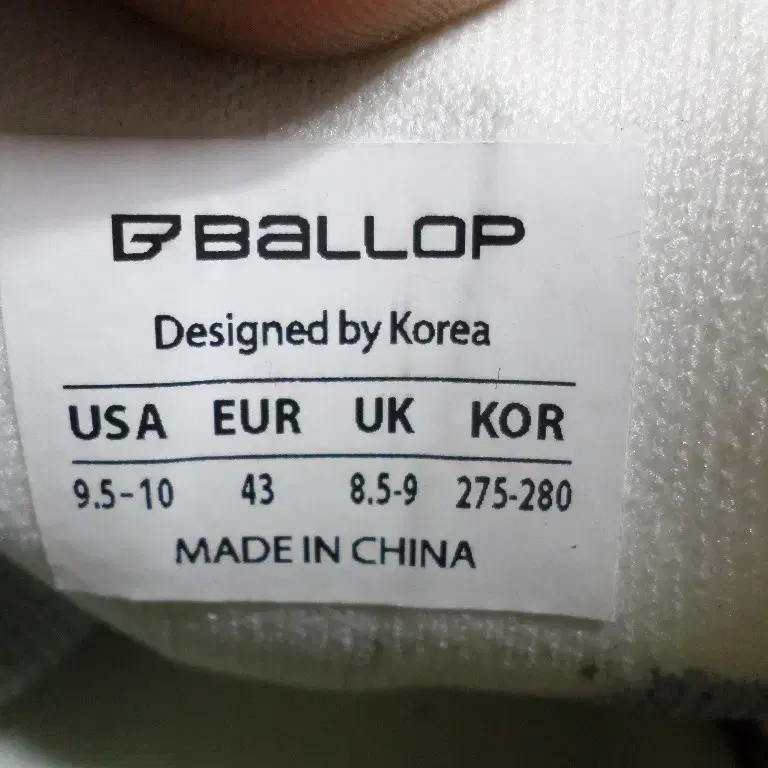 BALLOP
Designed by Korea
USA EUR UK KOR
9.5-10 43 8.5-9 275-280
MADE IN CHINA